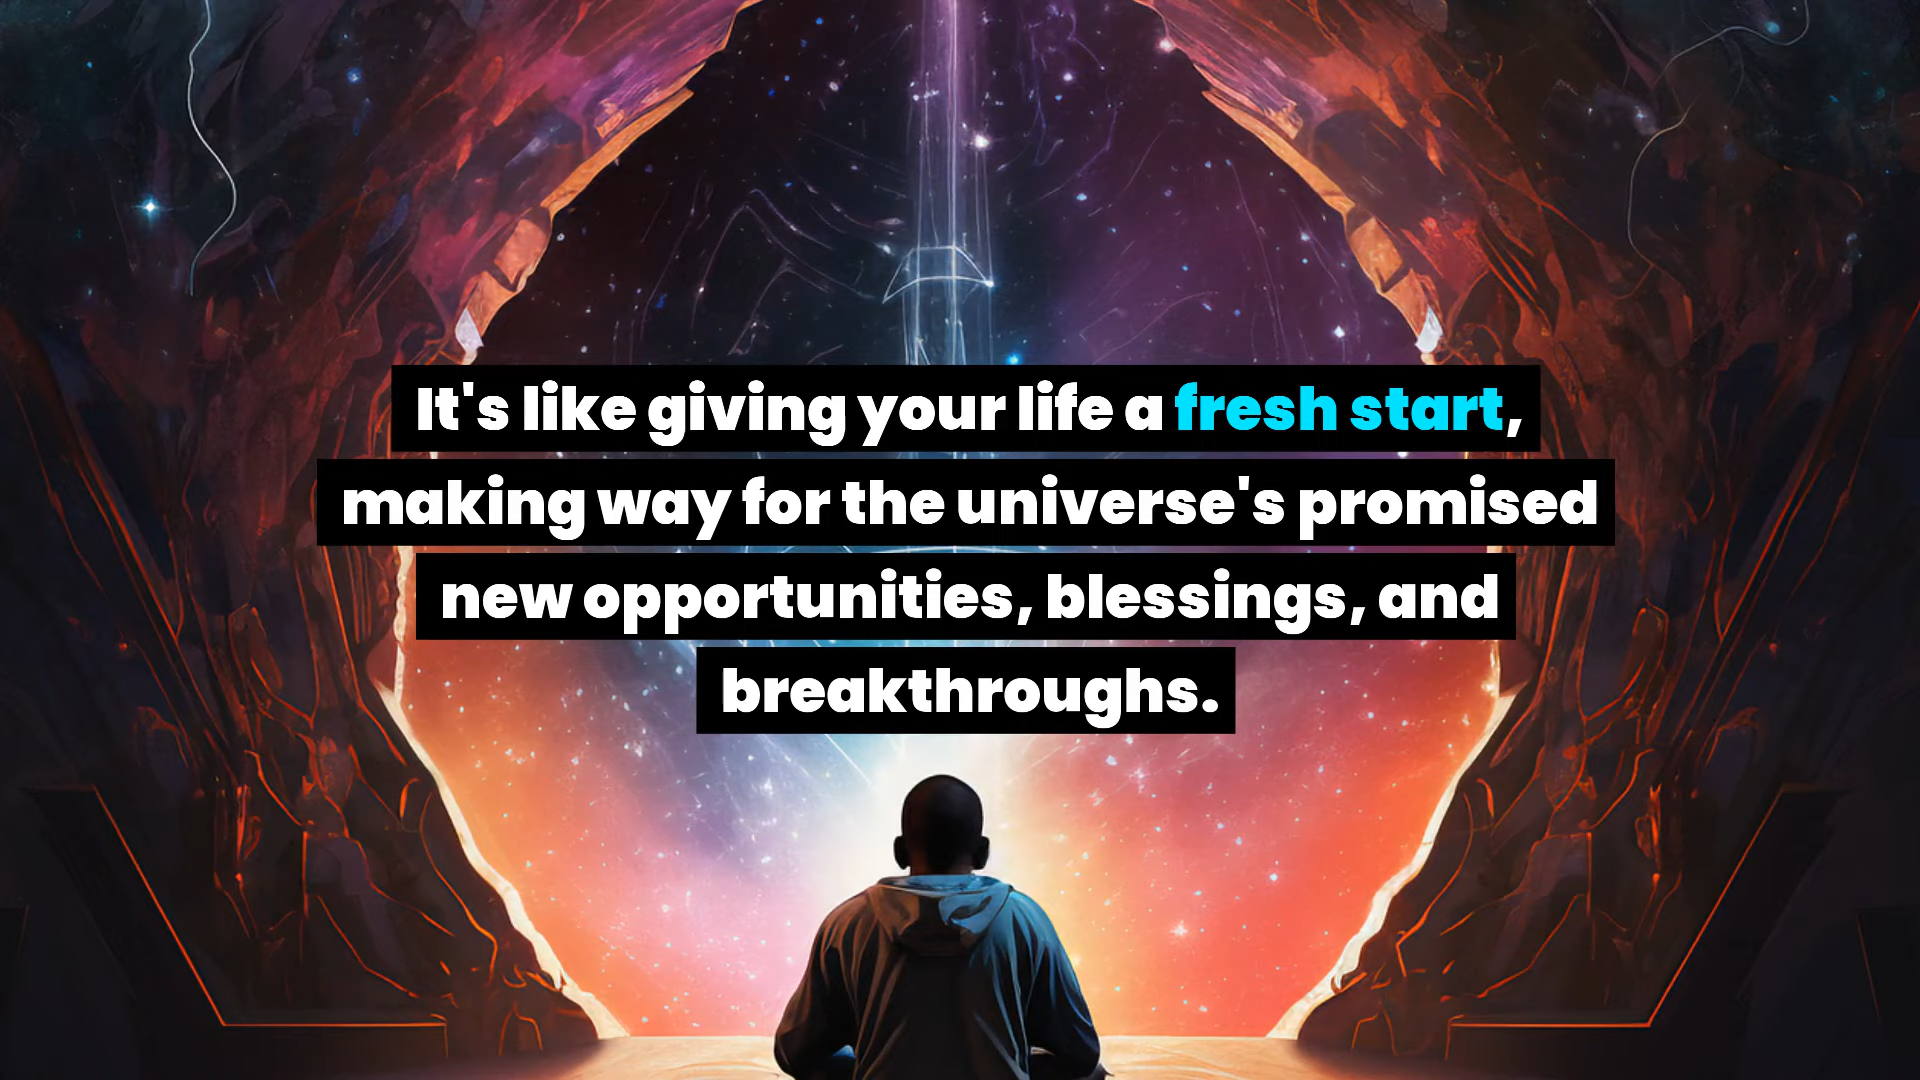 It's like giving your life a fresh start,
making way for the universe's promised
new opportunities, blessings, and
breakthroughs.